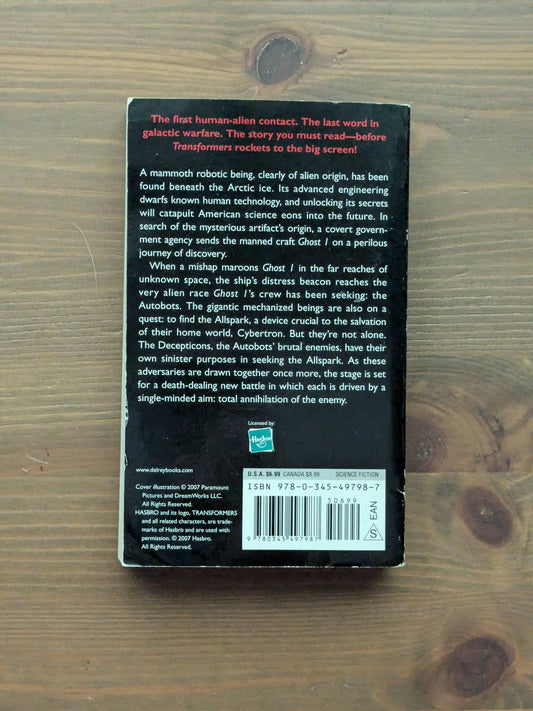 The first human-alien contact. The last word in
galactic warfare. The story you must read—before
Transformers rockets to the big screen!
A mammoth robotic being, clearly of alien origin, has been
found beneath the Arctic ice. Its advanced engineering
dwarfs known human technology, and unlocking its secrets
will catapult American science eons into the future. In
search of the mysterious artifact's origin, a covert govern-
ment agency sends the manned craft Ghost 1 on a perilous
journey of discovery.
When a mishap maroons Ghost 1 in the far reaches of
unknown space, the ship's distress beacon reaches the
very alien race Ghost 1's crew has been seeking: the
Autobots. The gigantic mechanized beings are also on a
quest: to find the Allspark, a device crucial to the salvation
of their home world, Cybertron. But they're not alone.
The Decepticons, the Autobots' brutal enemies, have their
own sinister purposes in seeking the Allspark. As these
adversaries are drawn together once more, the stage is set
for a death-dealing new battle in which each is driven by a
single-minded aim: total annihilation of the enemy.
Licensed by:
Hasbro
www.delreybooks.com
Cover illustration © 2007 Paramount
Pictures and DreamWorks LLC.
All Rights Reserved.
HASBRO and its logo, TRANSFORMERS
and all related characters, are trade-
marks of Hasbro and are used with
permission. © 2007 Hasbro.
All Rights Reserved.
U.S.A. $6.99 CANADA $8.99 SCIENCE FICTION
ISBN 978-0-345-49798-7
50699
9 780345 497987
S EAN